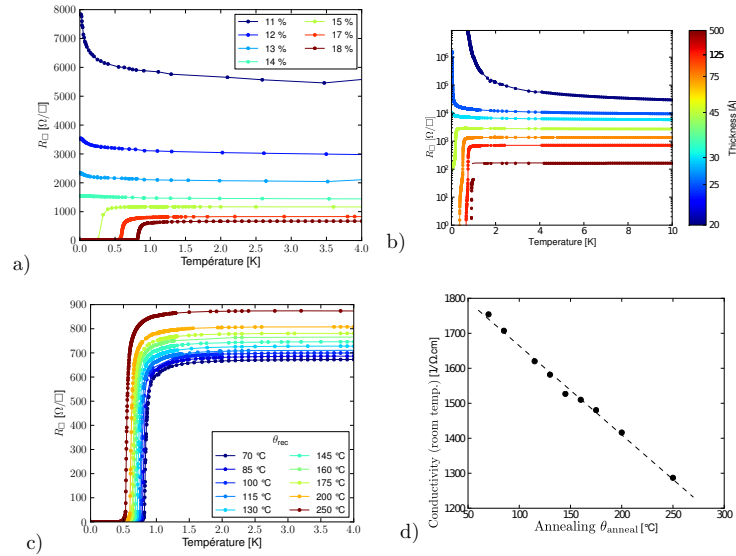 8000
7000
6000
5000
4000
3000
2000
1000
0
R□ [Ω/□]
11 %
12 %
13 %
14 %
15 %
17 %
18 %
0.0 0.5 1.0 1.5 2.0 2.5 3.0 3.5 4.0
Température [K]
a)
10⁶
10⁵
10⁴
10³
10²
10¹
10⁰
R□ [Ω/□]
0 2 4 6 8 10
Temperature [K]
b)
500
125
75
45
35
30
25
20
Thickness [Å]
900
800
700
600
500
400
300
200
100
0
R□ [Ω/□]
θrec
70 °C
85 °C
100 °C
115 °C
130 °C
145 °C
160 °C
175 °C
200 °C
250 °C
0.0 0.5 1.0 1.5 2.0 2.5 3.0 3.5 4.0
Température [K]
c)
1800
1700
1600
1500
1400
1300
1200
Conductivity (room temp.) [1/Ω.cm]
50 100 150 200 250 300
Annealing θanneal [°C]
d)